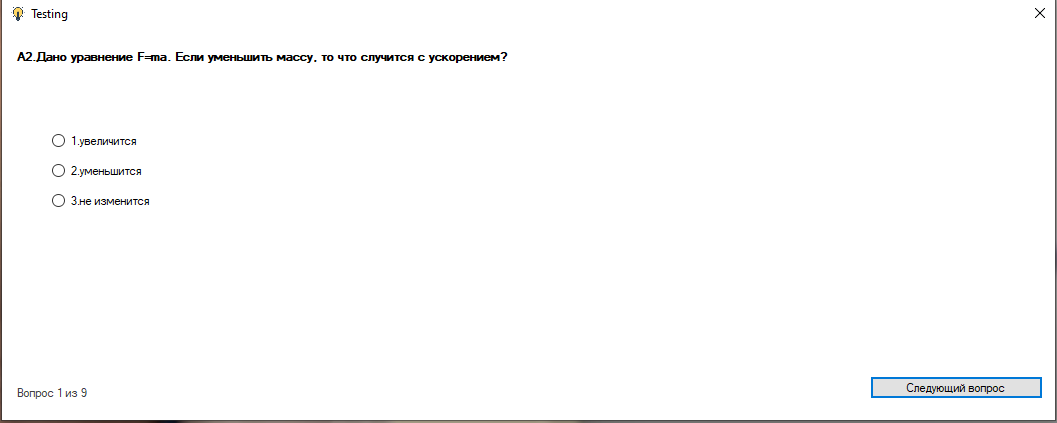 Testing
А2.Дано уравнение F=ma. Если уменьшить массу, то что случится с ускорением?
1.увеличится
2.уменьшится
3.не изменится
Вопрос 1 из 9
Следующий вопрос